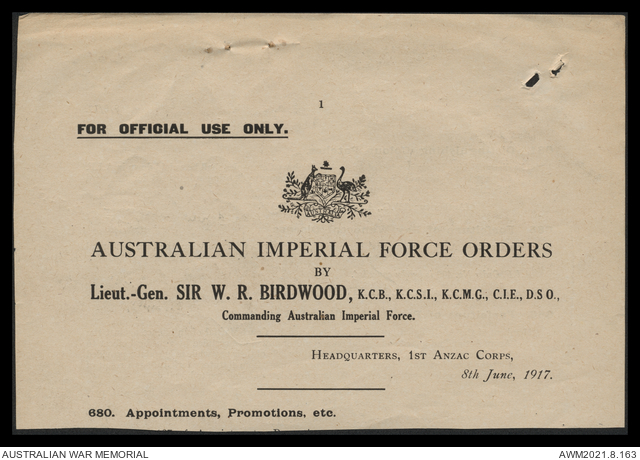 1
FOR OFFICIAL USE ONLY.
AUSTRALIA
AUSTRALIAN IMPERIAL FORCE ORDERS
BY
Lieut.-Gen. SIR W. R. BIRDWOOD, K.C.B., K.C.S.I., K.C.M.G., C.I.E., D.S O.,
Commanding Australian Imperial Force.
Headquarters, 1st Anzac Corps,
8th June, 1917.
680. Appointments, Promotions, etc.
AUSTRALIAN WAR MEMORIAL
AWM2021.8.163